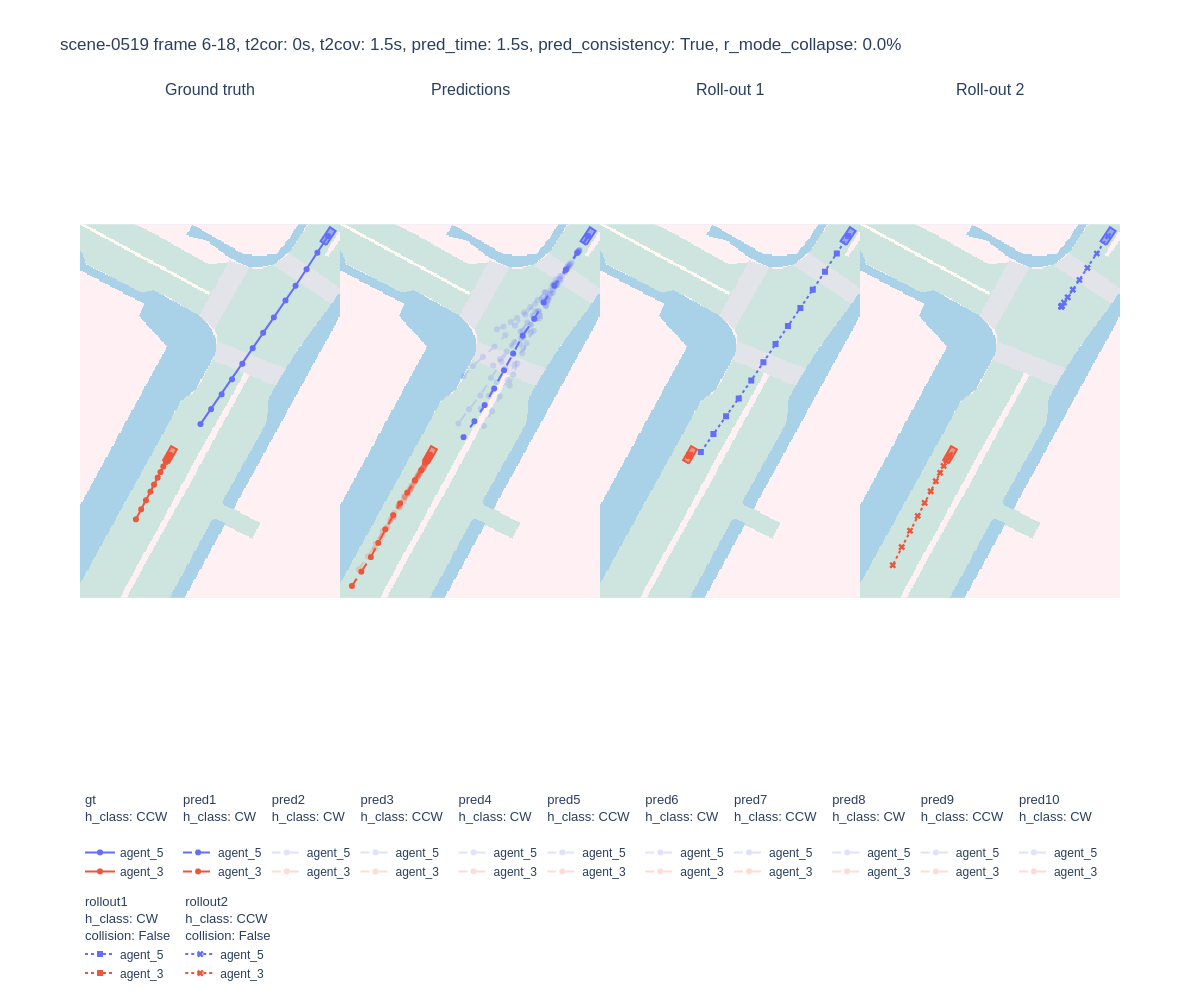 scene-0519 frame 6-18, t2cor: 0s, t2cov: 1.5s, pred_time: 1.5s, pred_consistency: True, r_mode_collapse: 0.0%
Ground truth Predictions Roll-out 1 Roll-out 2
gt pred1 pred2 pred3 pred4 pred5 pred6 pred7 pred8 pred9 pred10
h_class: CCW h_class: CW h_class: CW h_class: CCW h_class: CW h_class: CCW h_class: CW h_class: CCW h_class: CW h_class: CCW h_class: CW
agent_5 agent_5 agent_5 agent_5 agent_5 agent_5 agent_5 agent_5 agent_5 agent_5 agent_5
agent_3 agent_3 agent_3 agent_3 agent_3 agent_3 agent_3 agent_3 agent_3 agent_3 agent_3
rollout1 rollout2
h_class: CW h_class: CCW
collision: False collision: False
agent_5 agent_5
agent_3 agent_3